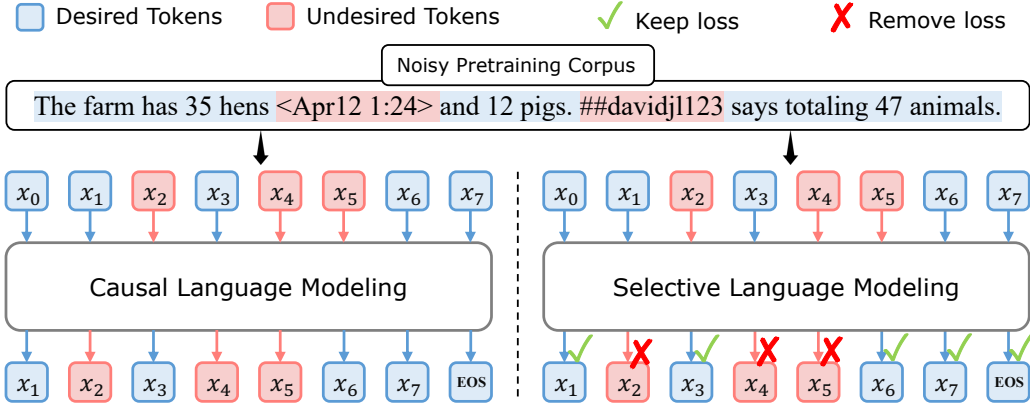 Desired Tokens Undesired Tokens Keep loss Remove loss
Noisy Pretraining Corpus
The farm has 35 hens <Apr12 1:24> and 12 pigs. ##davidjl123 says totaling 47 animals.
x₀ x₁ x₂ x₃ x₄ x₅ x₆ x₇ x₀ x₁ x₂ x₃ x₄ x₅ x₆ x₇
Causal Language Modeling Selective Language Modeling
x₁ x₂ x₃ x₄ x₅ x₆ x₇ EOS x₁ x₂ x₃ x₄ x₅ x₆ x₇ EOS